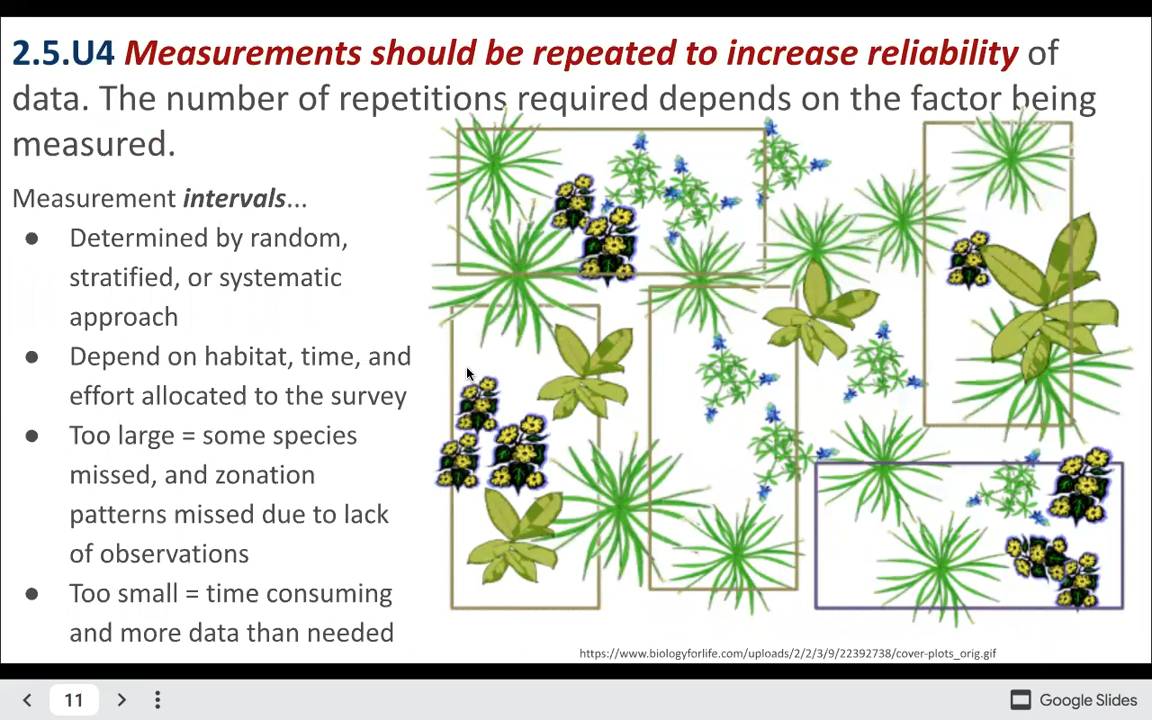 2.5.U4 Measurements should be repeated to increase reliability of
data. The number of repetitions required depends on the factor being
measured.
Measurement intervals...
● Determined by random,
stratified, or systematic
approach
● Depend on habitat, time, and
effort allocated to the survey
● Too large = some species
missed, and zonation
patterns missed due to lack
of observations
● Too small = time consuming
and more data than needed
https://www.biologyforlife.com/uploads/2/2/3/9/22392738/cover-plots_orig.gif
11
Google Slides